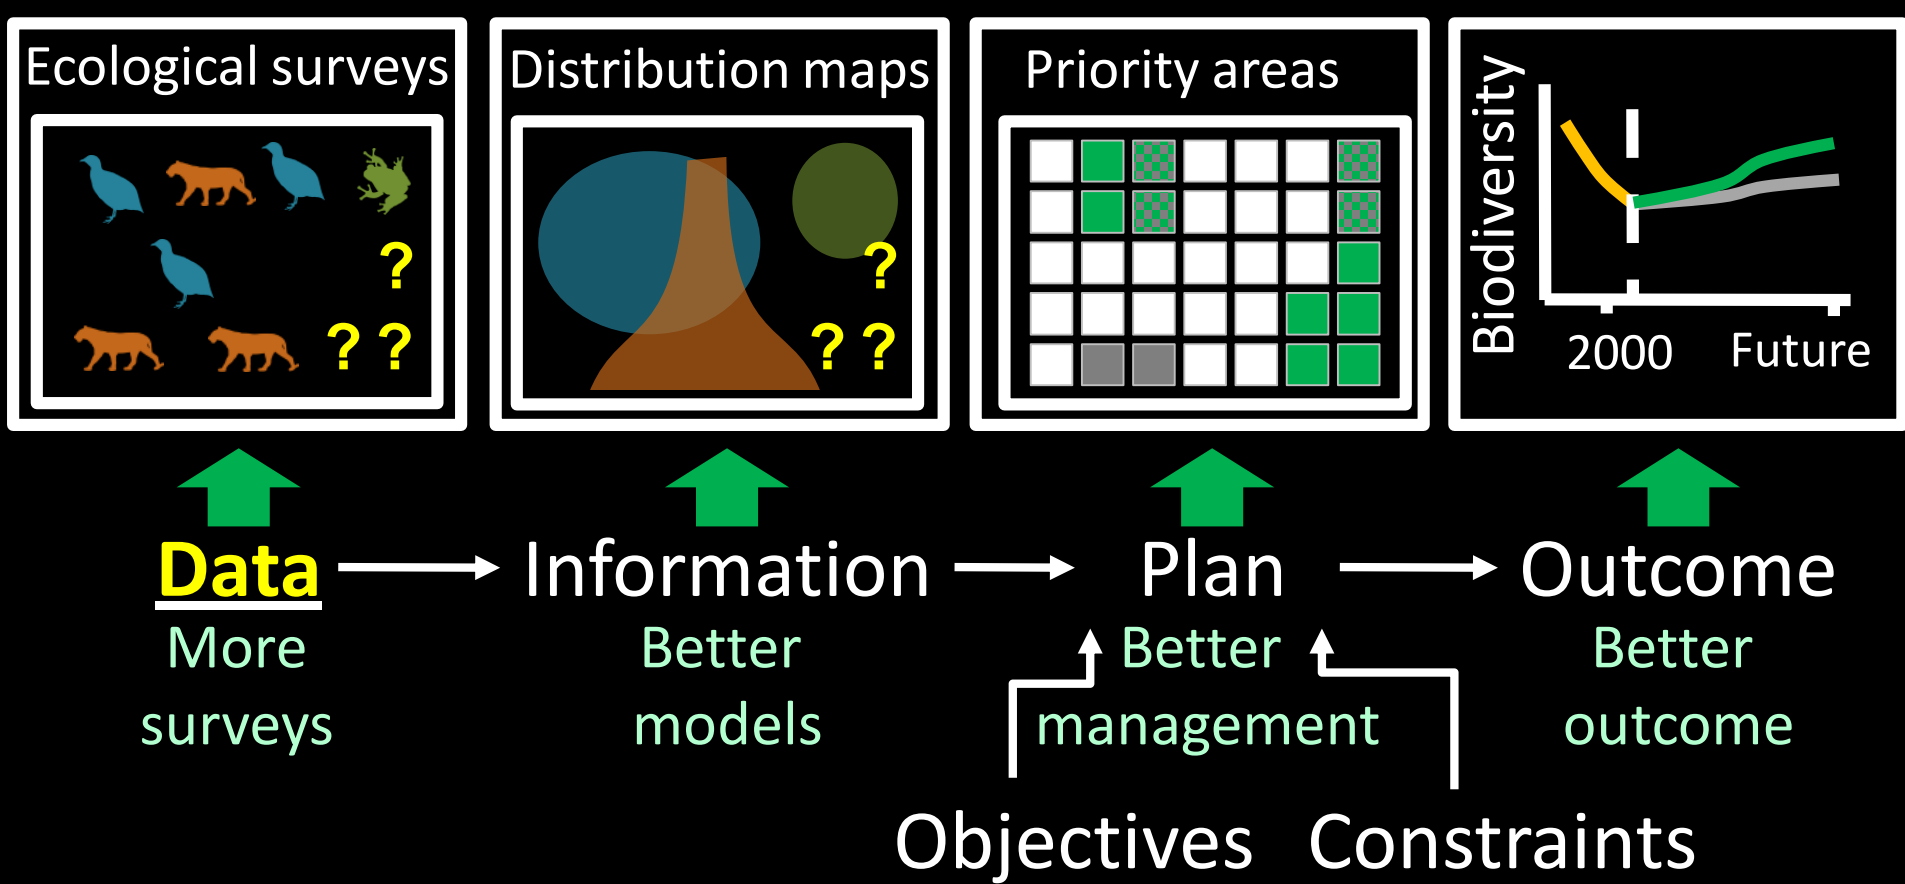 Ecological surveys
Distribution maps
Priority areas
Biodiversity
?
? ?
?
? ?
2000
Future
Data
Information
Plan
Outcome
More
surveys
Better
models
Better
management
Better
outcome
Objectives
Constraints